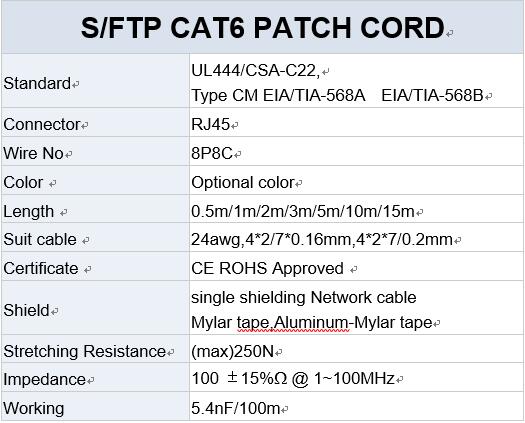 S/FTP CAT6 PATCH CORD
Standard
UL444/CSA-C22,
Type CM EIA/TIA-568A EIA/TIA-568B
Connector
RJ45
Wire No
8P8C
Color
Optional color
Length
0.5m/1m/2m/3m/5m/10m/15m
Suit cable
24awg,4*2/7*0.16mm,4*2*7/0.2mm
Certificate
CE ROHS Approved
Shield
single shielding Network cable
Mylar tape,Aluminum-Mylar tape
Stretching Resistance
(max)250N
Impedance
100 ±15%Ω @ 1~100MHz
Working
5.4nF/100m